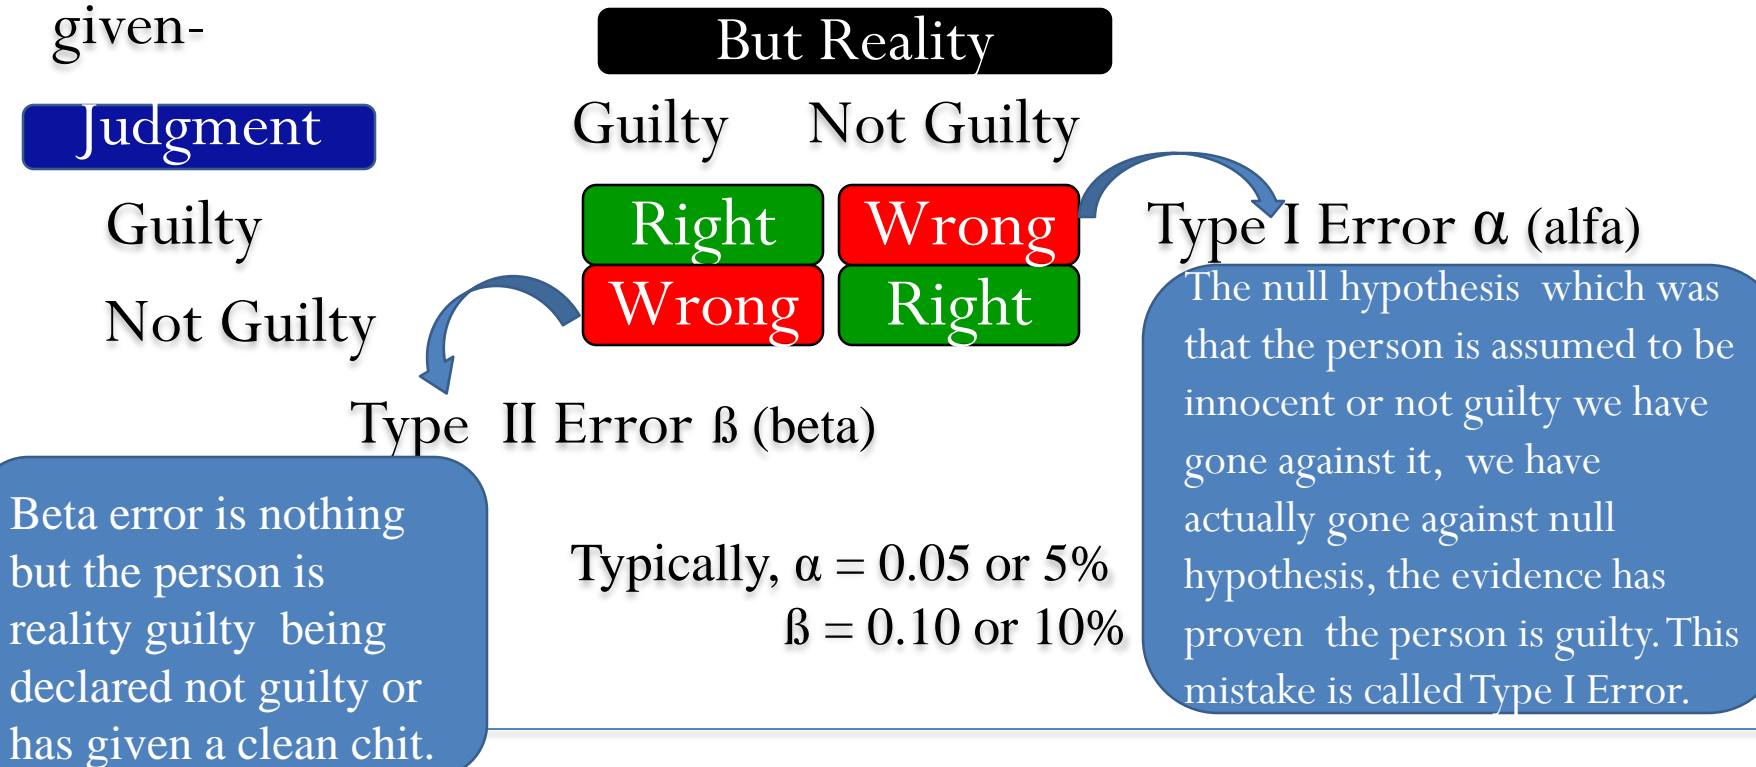 given-
But Reality
Judgment
Guilty Not Guilty
Guilty
Right Wrong
Type I Error α (alfa)
Not Guilty
Wrong Right
Type II Error ß (beta)
Beta error is nothing
but the person is
reality guilty being
declared not guilty or
has given a clean chit.
Typically, α = 0.05 or 5%
ß = 0.10 or 10%
The null hypothesis which was
that the person is assumed to be
innocent or not guilty we have
gone against it, we have
actually gone against null
hypothesis, the evidence has
proven the person is guilty. This
mistake is called Type I Error.